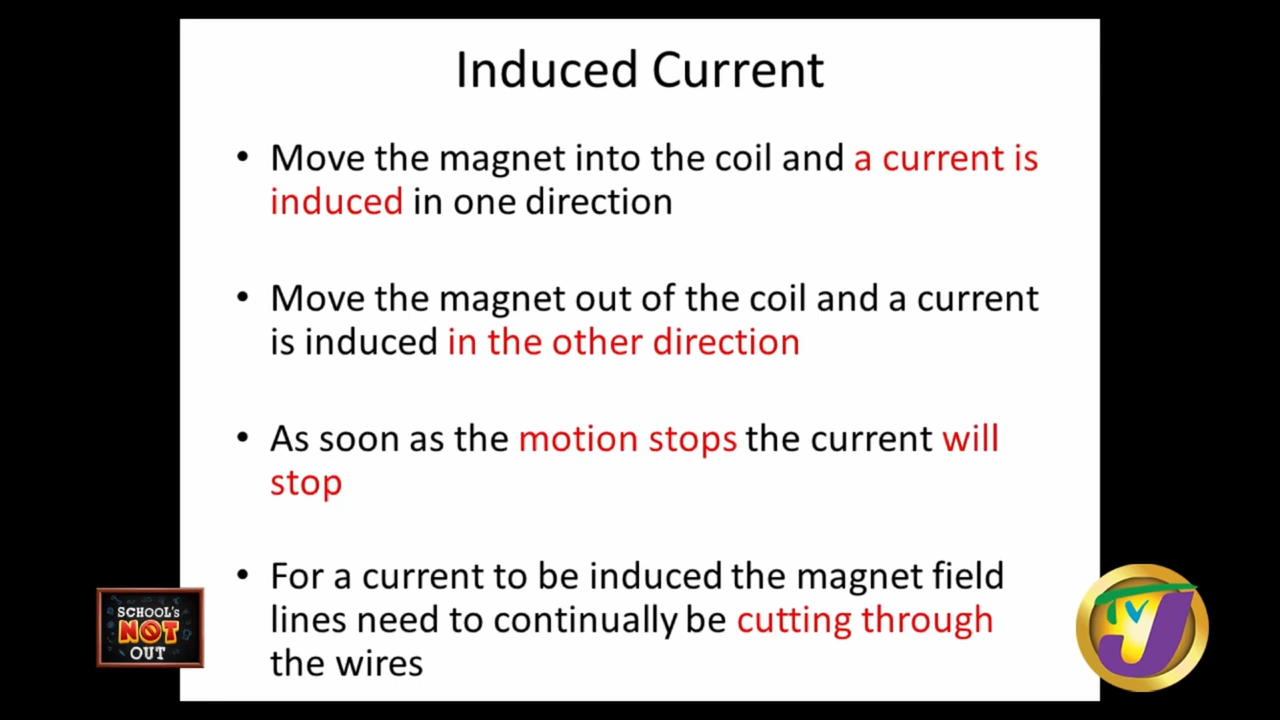 Induced Current
• Move the magnet into the coil and a current is
induced in one direction
• Move the magnet out of the coil and a current
is induced in the other direction
• As soon as the motion stops the current will
stop
• For a current to be induced the magnet field
lines need to continually be cutting through
the wires
SCHOOL'S
NOT
OUT
TVJ